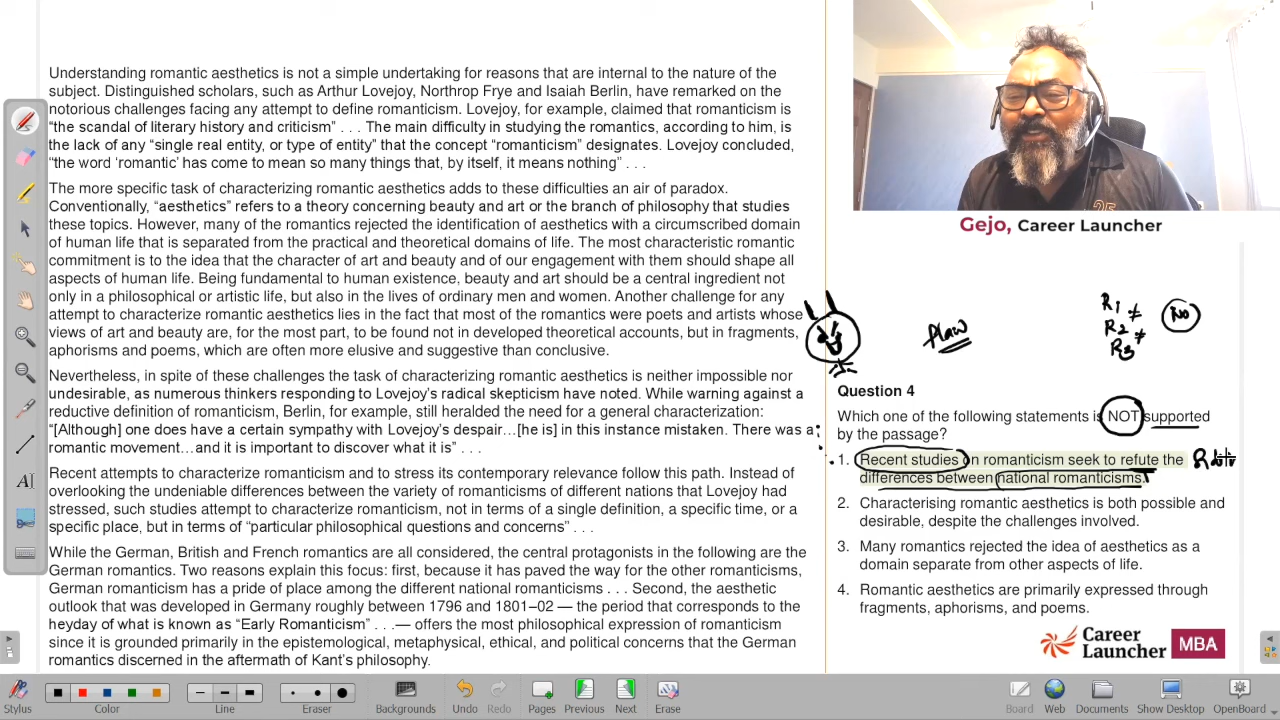 Understanding romantic aesthetics is not a simple undertaking for reasons that are internal to the nature of the
subject. Distinguished scholars, such as Arthur Lovejoy, Northrop Frye and Isaiah Berlin, have remarked on the
notorious challenges facing any attempt to define romanticism. Lovejoy, for example, claimed that romanticism is
“the scandal of literary history and criticism” . . . The main difficulty in studying the romantics, according to him, is
the lack of any “single real entity, or type of entity” that the concept “romanticism” designates. Lovejoy concluded,
“the word ‘romantic’ has come to mean so many things that, by itself, it means nothing” . . .
The more specific task of characterizing romantic aesthetics adds to these difficulties an air of paradox.
Conventionally, “aesthetics” refers to a theory concerning beauty and art or the branch of philosophy that studies
these topics. However, many of the romantics rejected the identification of aesthetics with a circumscribed domain
of human life that is separated from the practical and theoretical domains of life. The most characteristic romantic
commitment is to the idea that the character of art and beauty and of our engagement with them should shape all
aspects of human life. Being fundamental to human existence, beauty and art should be a central ingredient not
only in a philosophical or artistic life, but also in the lives of ordinary men and women. Another challenge for any
attempt to characterize romantic aesthetics lies in the fact that most of the romantics were poets and artists whose
views of art and beauty are, for the most part, to be found not in developed theoretical accounts, but in fragments,
aphorisms and poems, which are often more elusive and suggestive than conclusive.
Nevertheless, in spite of these challenges the task of characterizing romantic aesthetics is neither impossible nor
undesirable, as numerous thinkers responding to Lovejoy’s radical skepticism have noted. While warning against a
reductive definition of romanticism, Berlin, for example, still heralded the need for a general characterization:
“[Although] one does have a certain sympathy with Lovejoy’s despair…[he is] in this instance mistaken. There was a
romantic movement…and it is important to discover what it is” . . .
Recent attempts to characterize romanticism and to stress its contemporary relevance follow this path. Instead of
overlooking the undeniable differences between the variety of romanticisms of different nations that Lovejoy had
stressed, such studies attempt to characterize romanticism, not in terms of a single definition, a specific time, or a
specific place, but in terms of “particular philosophical questions and concerns” . . .
While the German, British and French romantics are all considered, the central protagonists in the following are the
German romantics. Two reasons explain this focus: first, because it has paved the way for the other romanticisms,
German romanticism has a pride of place among the different national romanticisms . . . Second, the aesthetic
outlook that was developed in Germany roughly between 1796 and 1801–02 — the period that corresponds to the
heyday of what is known as “Early Romanticism” . . .— offers the most philosophical expression of romanticism
since it is grounded primarily in the epistemological, metaphysical, ethical, and political concerns that the German
romantics discerned in the aftermath of Kant’s philosophy.
Gejo, Career Launcher
R1 ≠
R2 ≠
R3
No
Question 4
Which one of the following statements is NOT supported
by the passage?
1. Recent studies on romanticism seek to refute the
differences between national romanticisms.
2. Characterising romantic aesthetics is both possible and
desirable, despite the challenges involved.
3. Many romantics rejected the idea of aesthetics as a
domain separate from other aspects of life.
4. Romantic aesthetics are primarily expressed through
fragments, aphorisms, and poems.
Career
Launcher
MBA
Stylus
Color
Line
Eraser
Backgrounds
Undo
Redo
Pages
Previous
Next
Erase
Board
Web
Documents
Show Desktop
OpenBoard